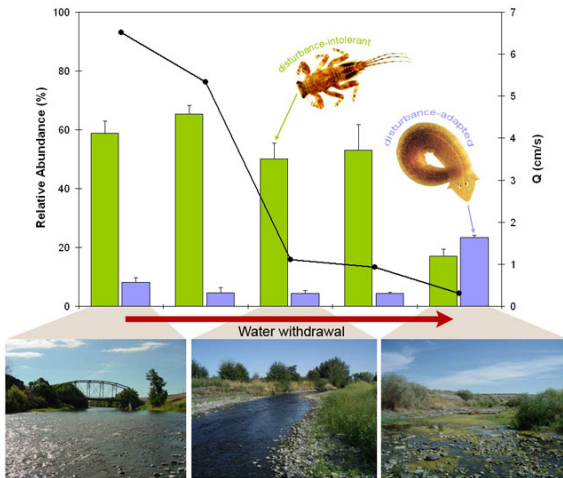 Relative Abundance (%)
100
80
60
40
20
0
disturbance-intolerant
disturbance-adapted
7
6
5
4
3
2
1
0
Q (cm/s)
Water withdrawal